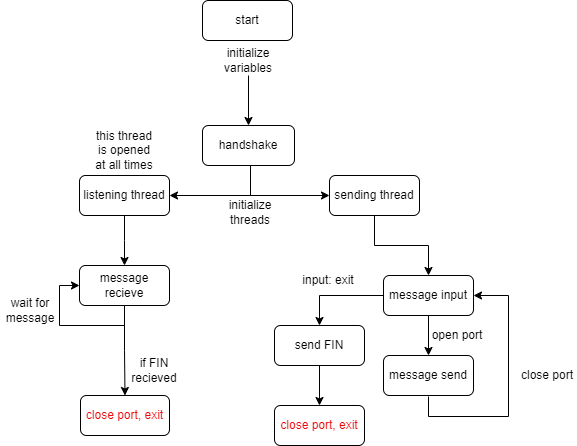 start
initialize
variables
handshake
this thread
is opened
at all times
listening thread
initialize
threads
sending thread
message
recieve
wait for
message
if FIN
recieved
close port, exit
message input
input: exit
send FIN
close port, exit
open port
message send
close port